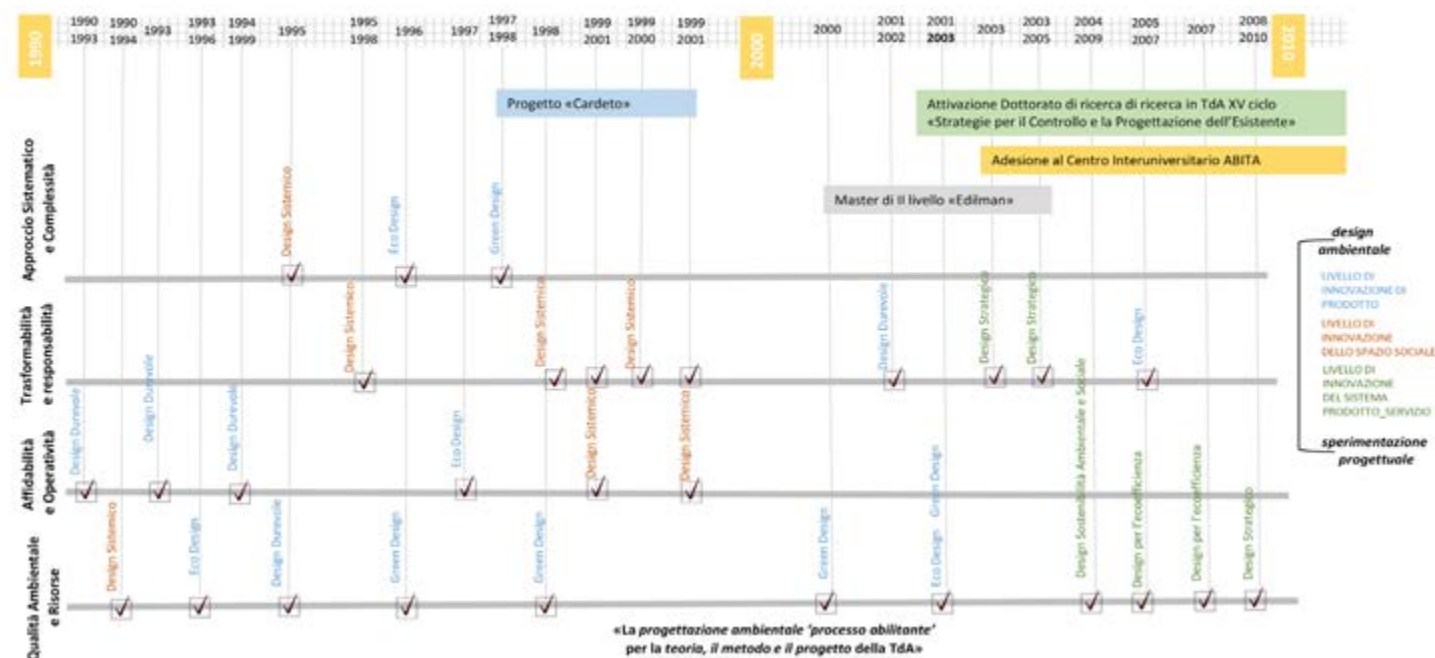 1990
1990 1990 1993 1994 1995 1997 1999 1999 1999
1993 1994 1993 1996 1999 1995 1998 1996 1997 1998 1998 2001 2000 2001
2000
2001 2001 2003 2004 2005 2008
2000 2002 2003 2003 2005 2009 2007 2007 2010
2010
Progetto «Cardeto»
Attivazione Dottorato di ricerca di ricerca in TdA XV ciclo
«Strategie per il Controllo e la Progettazione dell'Esistente»
Adesione al Centro Interuniversitario ABITA
Master di II livello «Edilman»
Approccio Sistematico
e Complessità
Design Sistemico
Eco Design
Green Design
Trasformabilità
e responsabilità
Design Sistemico
Design Sistemico
Design Sistemico
Design Durevole
Design Strategico
Design Strategico
Eco Design
Affidabilità
e Operatività
Design Durevole
Design Durevole
Design Durevole
Eco Design
Design Sistemico
Design Sistemico
Green Design
Qualità Ambientale
e Risorse
Design Sistemico
Eco Design
Design Durevole
Green Design
Green Design
Green Design
Eco Design
Design Sostenibilità Ambientale e Sociale
Design per l'ecoefficienza
Design per l'ecoefficienza
Design Strategico
design
ambientale
LIVELLO DI
INNOVAZIONE DI
PRODOTTO
LIVELLO DI
INNOVAZIONE
DELLO SPAZIO SOCIALE
LIVELLO DI
INNOVAZIONE
DEL SISTEMA
PRODOTTO_SERVIZIO
sperimentazione
progettuale
«La progettazione ambientale 'processo abilitante'
per la teoria, il metodo e il progetto della TdA»